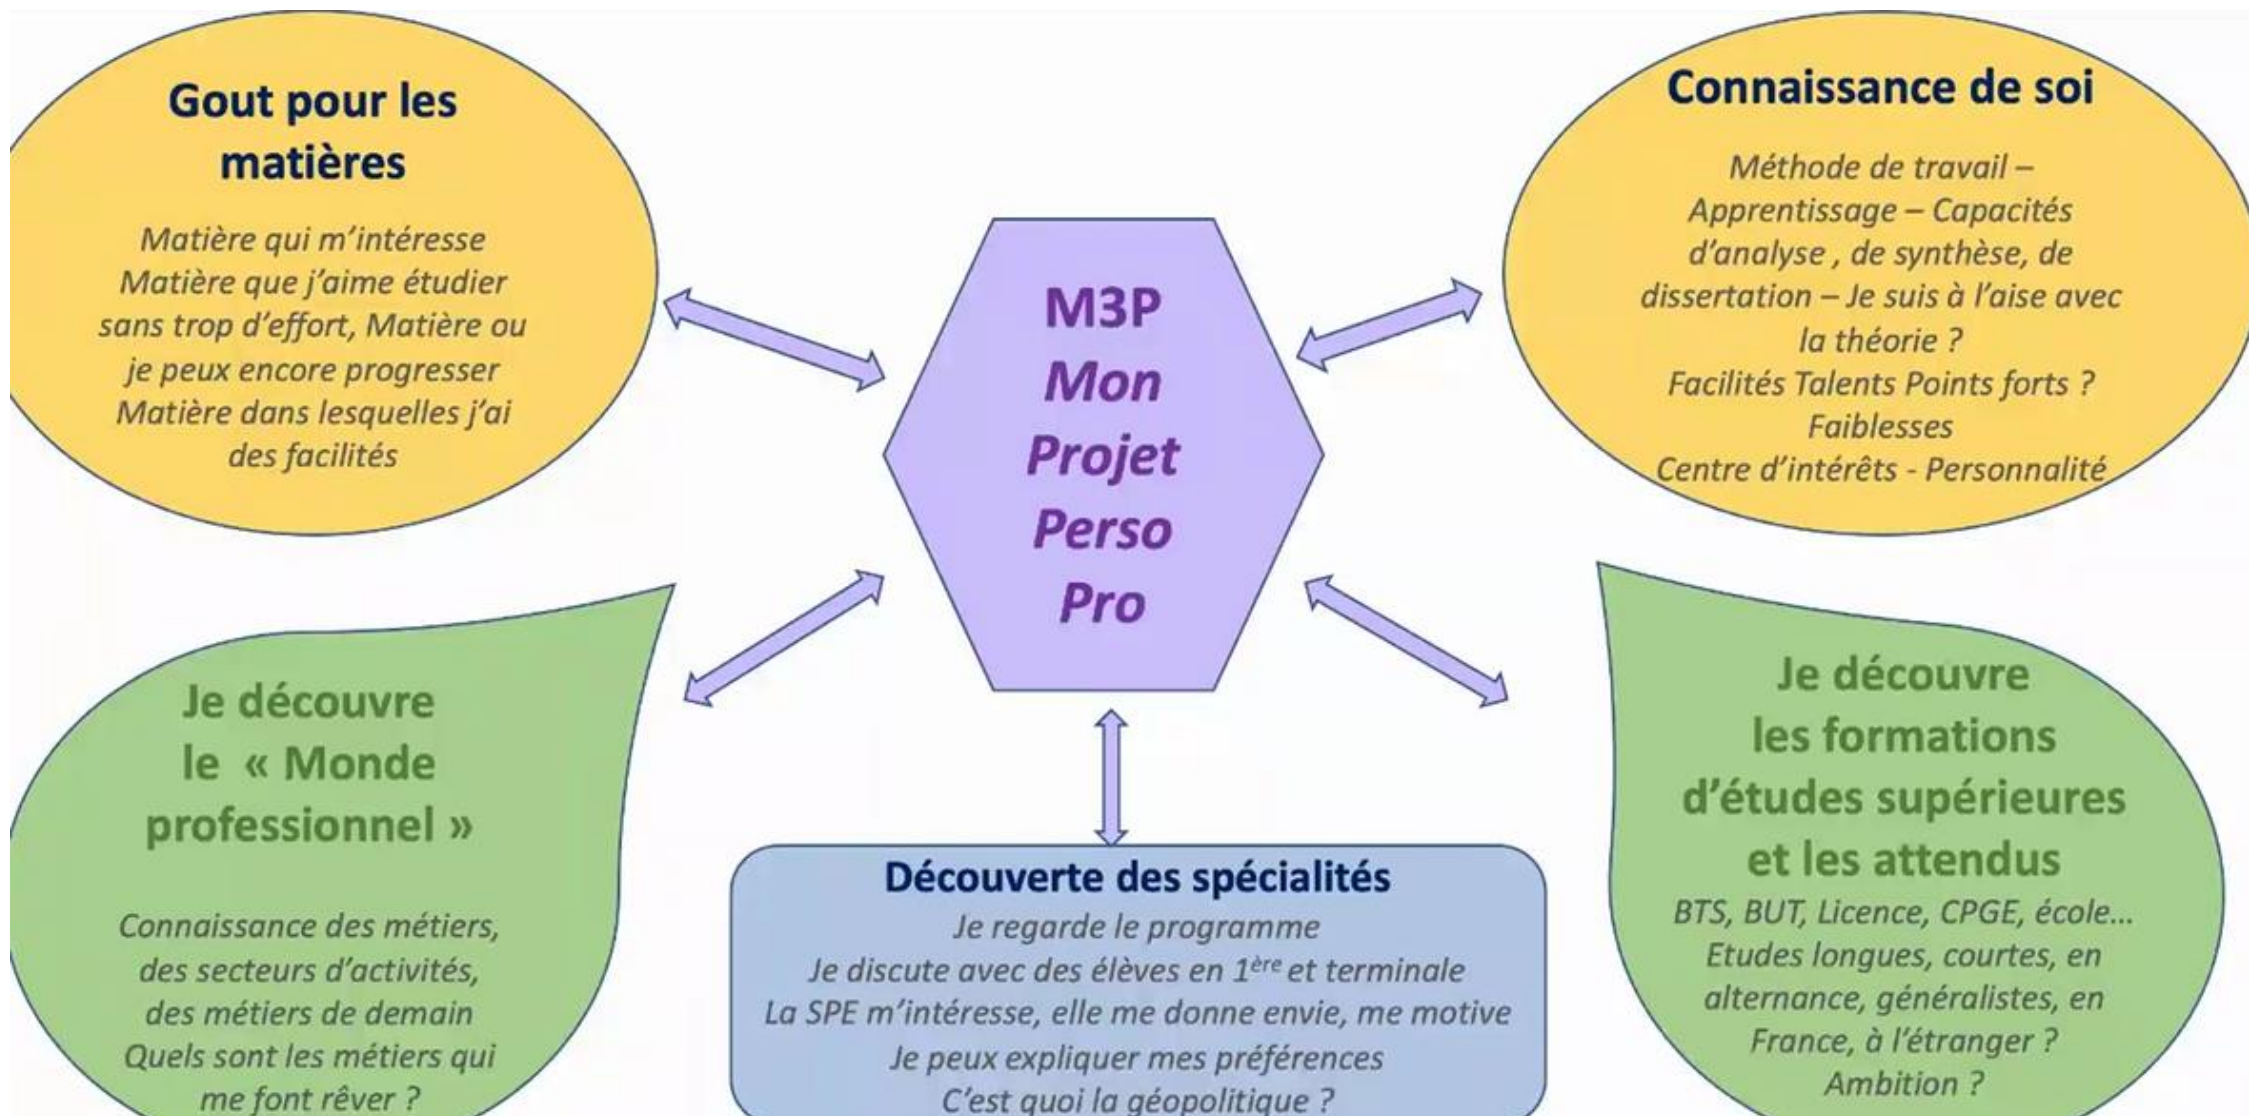 Gout pour les
matières
Matière qui m'intéresse
Matière que j'aime étudier
sans trop d'effort, Matière ou
je peux encore progresser
Matière dans lesquelles j'ai
des facilités
Connaissance de soi
Méthode de travail –
Apprentissage – Capacités
d'analyse , de synthèse, de
dissertation – Je suis à l'aise avec
la théorie ?
Facilités Talents Points forts ?
Faiblesses
Centre d'intérêts - Personnalité
M3P
Mon
Projet
Perso
Pro
Je découvre
le « Monde
professionnel »
Connaissance des métiers,
des secteurs d'activités,
des métiers de demain
Quels sont les métiers qui
me font rêver ?
Découverte des spécialités
Je regarde le programme
Je discute avec des élèves en 1ère et terminale
La SPE m'intéresse, elle me donne envie, me motive
Je peux expliquer mes préférences
C'est quoi la géopolitique ?
Je découvre
les formations
d'études supérieures
et les attendus
BTS, BUT, Licence, CPGE, école...
Etudes longues, courtes, en
alternance, généralistes, en
France, à l'étranger ?
Ambition ?